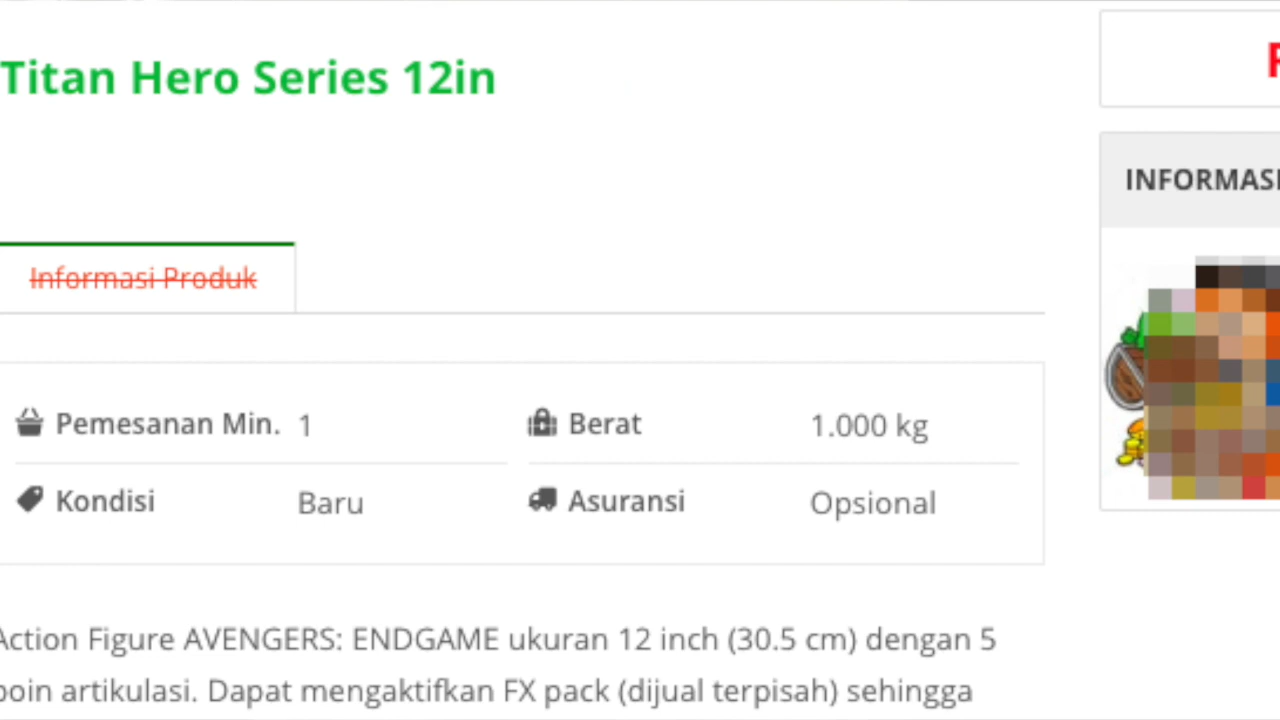 Titan Hero Series 12in
Informasi Produk
Pemesanan Min. 1
Berat 1.000 kg
Kondisi Baru
Asuransi Opsional
Action Figure AVENGERS: ENDGAME ukuran 12 inch (30.5 cm) dengan 5
poin artikulasi. Dapat mengaktifkan FX pack (dijual terpisah) sehingga
INFORMASI